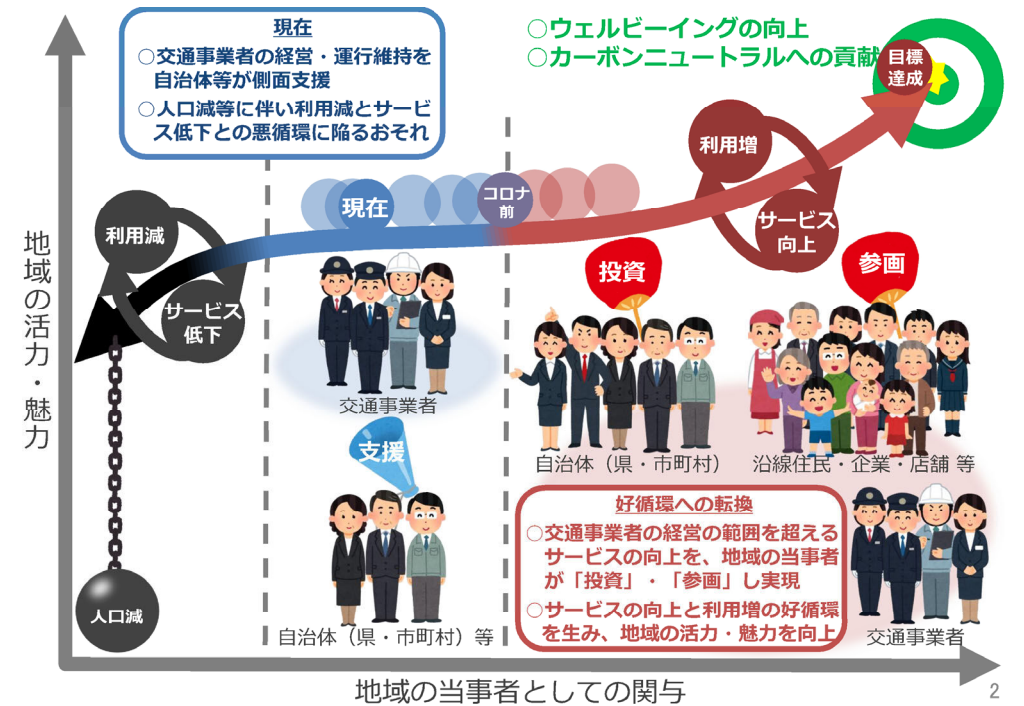 現在
○交通事業者の経営・運行維持を
自治体等が側面支援
○人口減等に伴い利用減とサービ
ス低下との悪循環に陥るおそれ
○ウェルビーイングの向上
○カーボンニュートラルへの貢献
目標
達成
利用増
サービス
向上
コロナ
前
現在
利用減
サービス
低下
地域の活力・魅力
投資
参画
交通事業者
支援
自治体（県・市町村）
沿線住民・企業・店舗 等
好循環への転換
○交通事業者の経営の範囲を超える
サービスの向上を、地域の当事者
が「投資」・「参画」し実現
○サービスの向上と利用増の好循環
を生み、地域の活力・魅力を向上
人口減
自治体（県・市町村）等
交通事業者
地域の当事者としての関与
2